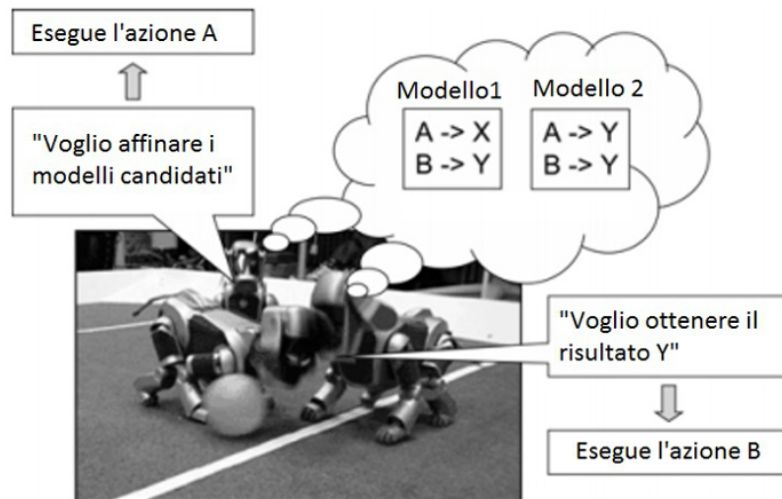 Esegue l'azione A
"Voglio affinare i
modelli candidati"
Modello1
Modello 2
A -> X
B -> Y
A -> Y
B -> Y
"Voglio ottenere il
risultato Y"
Esegue l'azione B